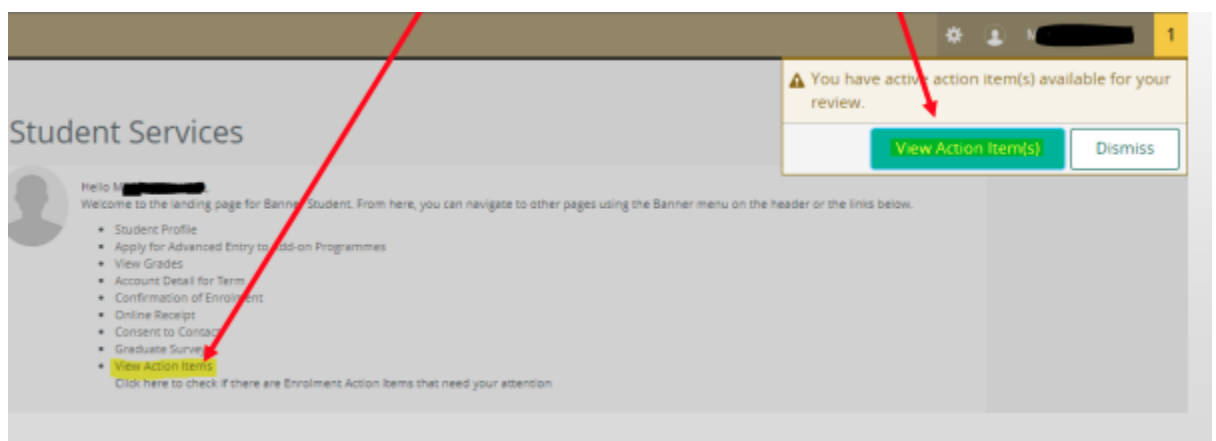 M
1
You have active action item(s) available for your
review.
View Action Item(s)
Dismiss
Student Services
Hello M
Welcome to the landing page for Banner Student. From here, you can navigate to other pages using the Banner menu on the header or the links below.
Student Profile
Apply for Advanced Entry to Add-on Programmes
View Grades
Account Detail for Term
Confirmation of Enrolment
Online Receipt
Consent to Contact
Graduate Survey
View Action Items
Click here to check if there are Enrolment Action Items that need your attention